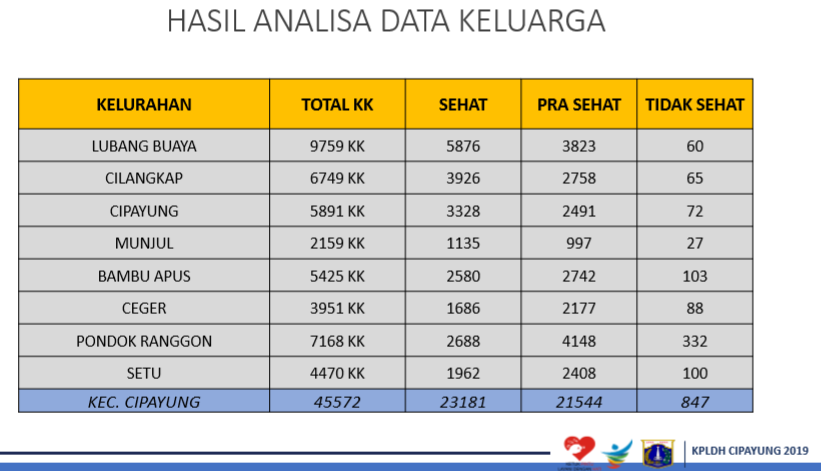 HASIL ANALISA DATA KELUARGA
KELURAHAN TOTAL KK SEHAT PRA SEHAT TIDAK SEHAT
LUBANG BUAYA 9759 KK 5876 3823 60
CILANGKAP 6749 KK 3926 2758 65
CIPAYUNG 5891 KK 3328 2491 72
MUNJUL 2159 KK 1135 997 27
BAMBU APUS 5425 KK 2580 2742 103
CEGER 3951 KK 1686 2177 88
PONDOK RANGGON 7168 KK 2688 4148 332
SETU 4470 KK 1962 2408 100
KEC. CIPAYUNG 45572 23181 21544 847
KPLDH CIPAYUNG 2019